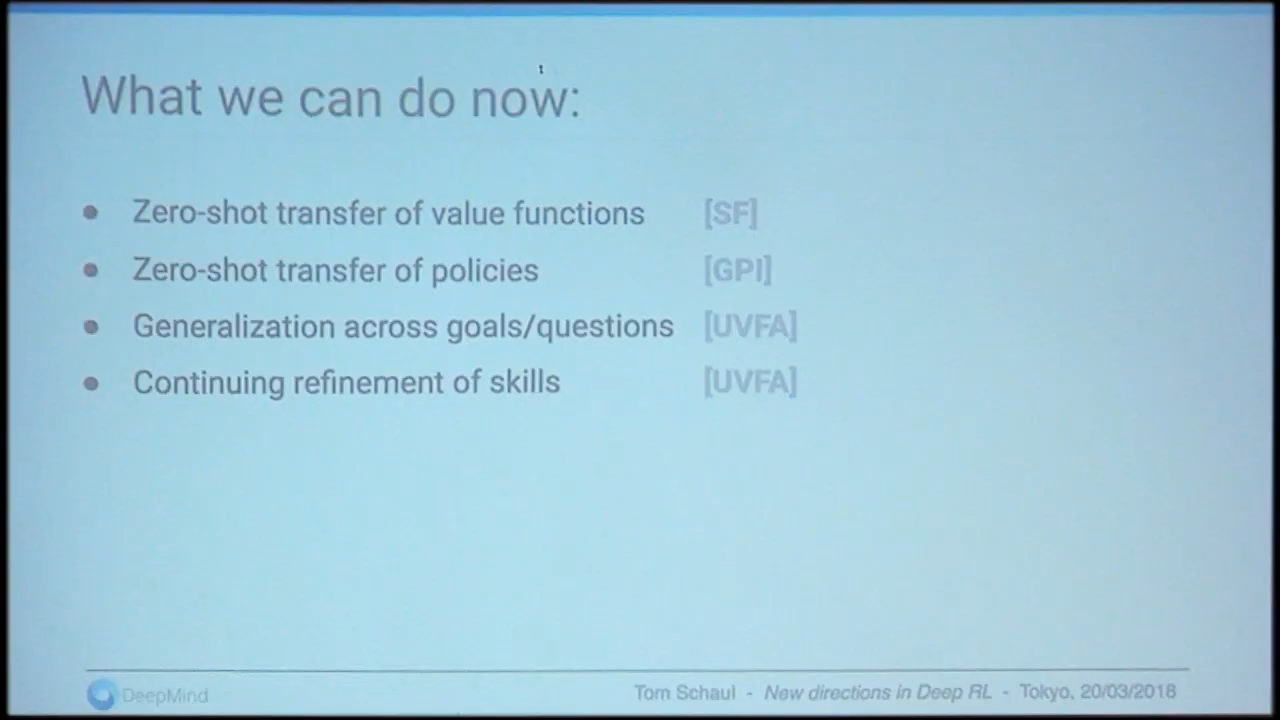 What we can do now:
● Zero-shot transfer of value functions [SF]
● Zero-shot transfer of policies [GPI]
● Generalization across goals/questions [UVFA]
● Continuing refinement of skills [UVFA]
DeepMind
Tom Schaul - New directions in Deep RL - Tokyo, 20/03/2018